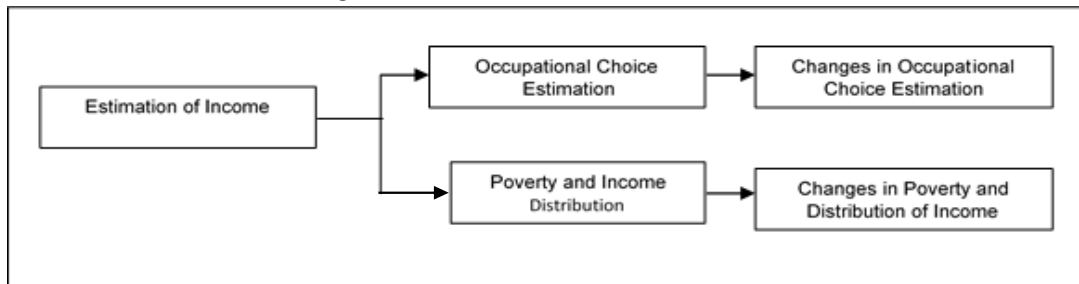 Estimation of Income
Occupational Choice
Estimation
Changes in Occupational
Choice Estimation
Poverty and Income
Distribution
Changes in Poverty and
Distribution of Income